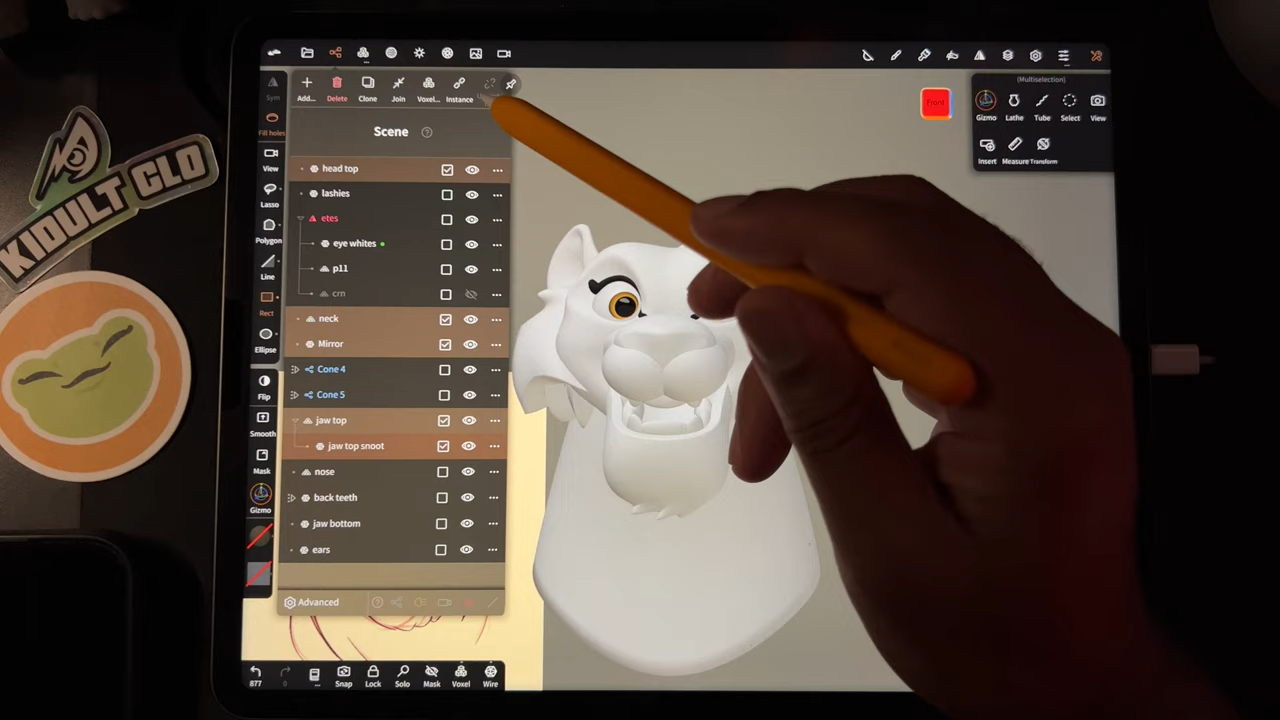 KIDULT CLO
Add...
Delete
Clone
Join
Voxel...
Instance
Scene
?
head top
lashies
etes
eye whites
p11
crn
neck
Mirror
Cone 4
Cone 5
jaw top
jaw top snoot
nose
back teeth
jaw bottom
ears
Advanced
?
Sym
Fill holes
View
Lasso
Polygon
Line
Rect
Ellipse
Flip
Smooth
Mask
Gizmo
877
0
Snap
Lock
Solo
Mask
Voxel
Wire
Front
(Multiselection)
Gizmo
Lathe
Tube
Select
View
Insert
Measure
Transform